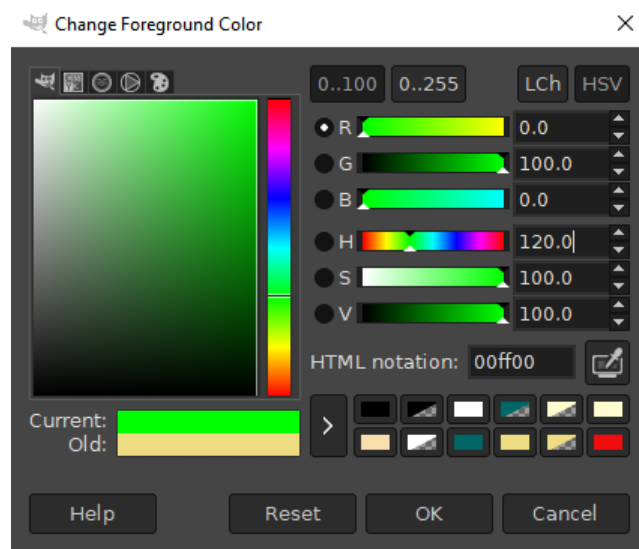 Change Foreground Color
0..100 0..255 LCh HSV
R 0.0
G 100.0
B 0.0
H 120.0
S 100.0
V 100.0
HTML notation: 00ff00
Current:
Old:
Help Reset OK Cancel